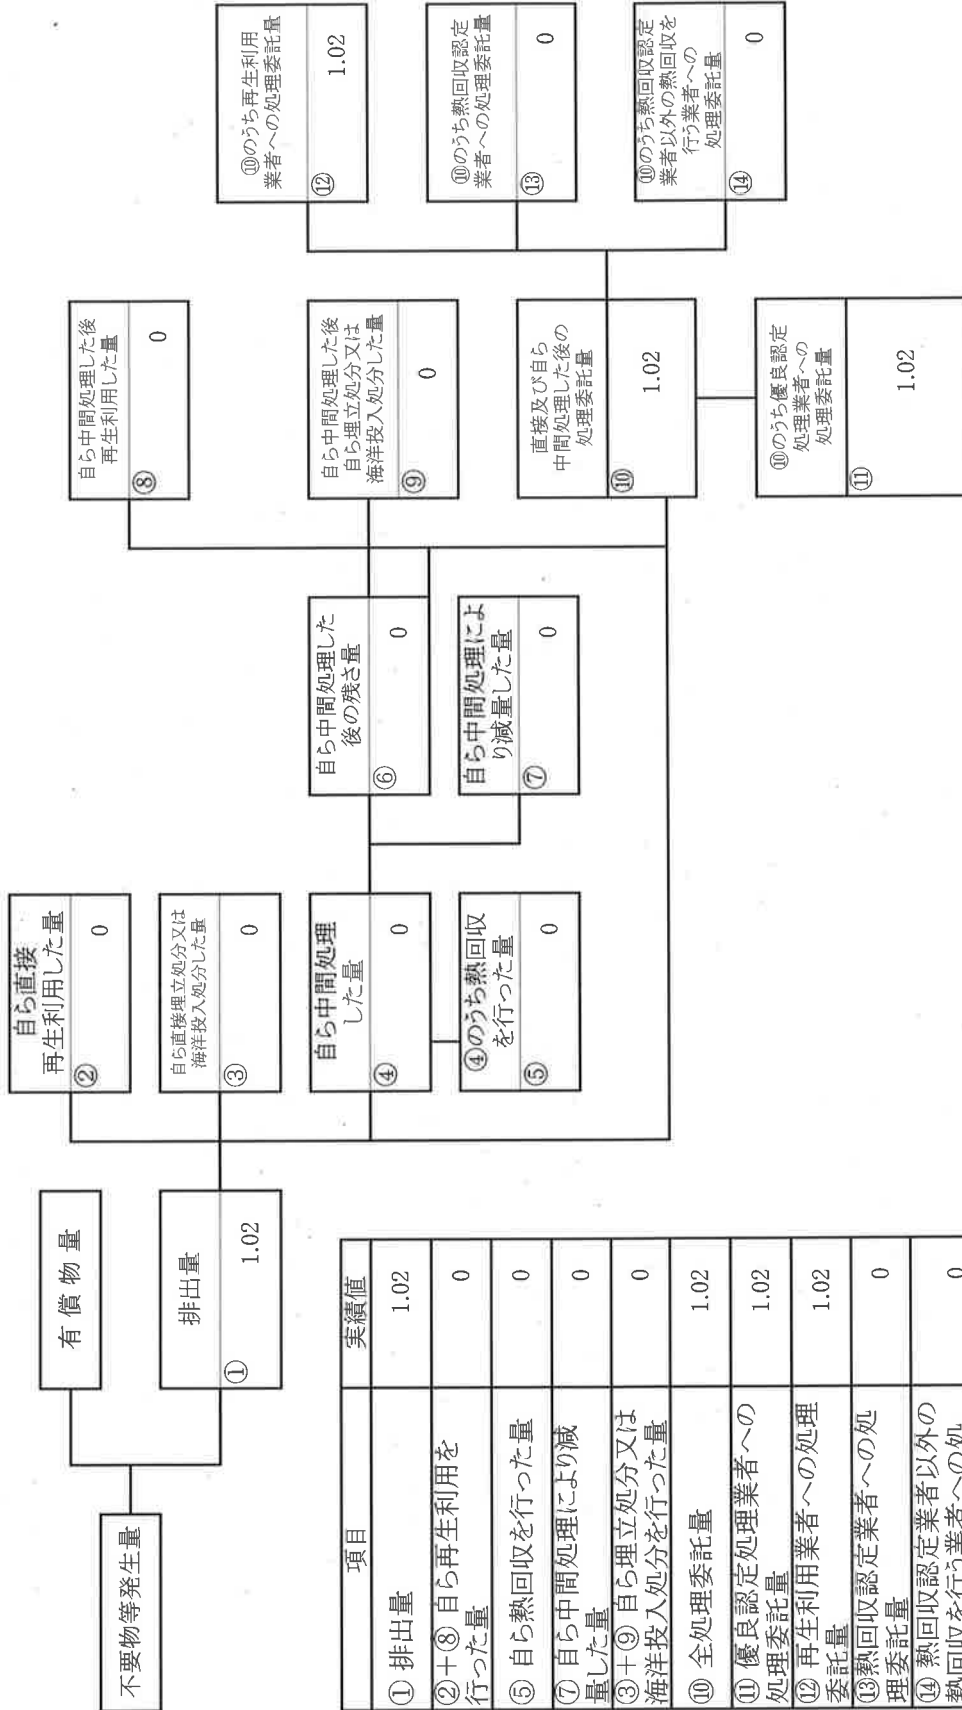 不要物等発生量
有償物量
排出量
①
1.02
自ら直接
再生利用した量
②
0
自ら直接埋立処分又は
海洋投入処分した量
③
0
自ら中間処理
した量
④
0
④のうち熱回収
を行った量
⑤
0
自ら中間処理した
後の残さ量
⑥
0
自ら中間処理によ
り減量した量
⑦
0
自ら中間処理した後
再生利用した量
⑧
0
自ら中間処理した後
自ら埋立処分又は
海洋投入処分した量
⑨
0
直接及び自ら
中間処理した後の
処理委託量
⑩
1.02
⑩のうち優良認定
処理業者への
処理委託量
⑪
1.02
⑩のうち再生利用
業者への処理委託量
⑫
1.02
⑩のうち熱回収認定
業者への処理委託量
⑬
0
⑩のうち熱回収認定
業者以外の熱回収を
行う業者への
処理委託量
⑭
0
項目 実績値
① 排出量 1.02
②+⑧ 自ら再生利用を
行った量 0
⑤ 自ら熱回収を行った量 0
⑦ 自ら中間処理により減
量した量 0
③+⑨ 自ら埋立処分又は
海洋投入処分を行った量 0
⑩ 全処理委託量 1.02
⑪ 優良認定処理業者への
処理委託量 1.02
⑫ 再生利用業者への処理
委託量 1.02
⑬熱回収認定業者への処
理委託量 0
⑭ 熱回収認定業者以外の
熱回収を行う業者への処 0